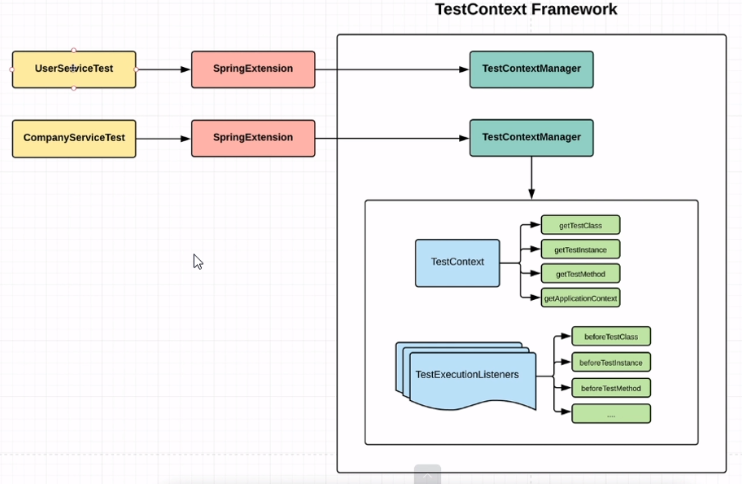 TestContext Framework
UserServiceTest
SpringExtension
TestContextManager
CompanyServiceTest
SpringExtension
TestContextManager
getTestClass
TestContext
getTestInstance
getTestMethod
getApplicationContext
beforeTestClass
TestExecutionListeners
beforeTestInstance
beforeTestMethod
....